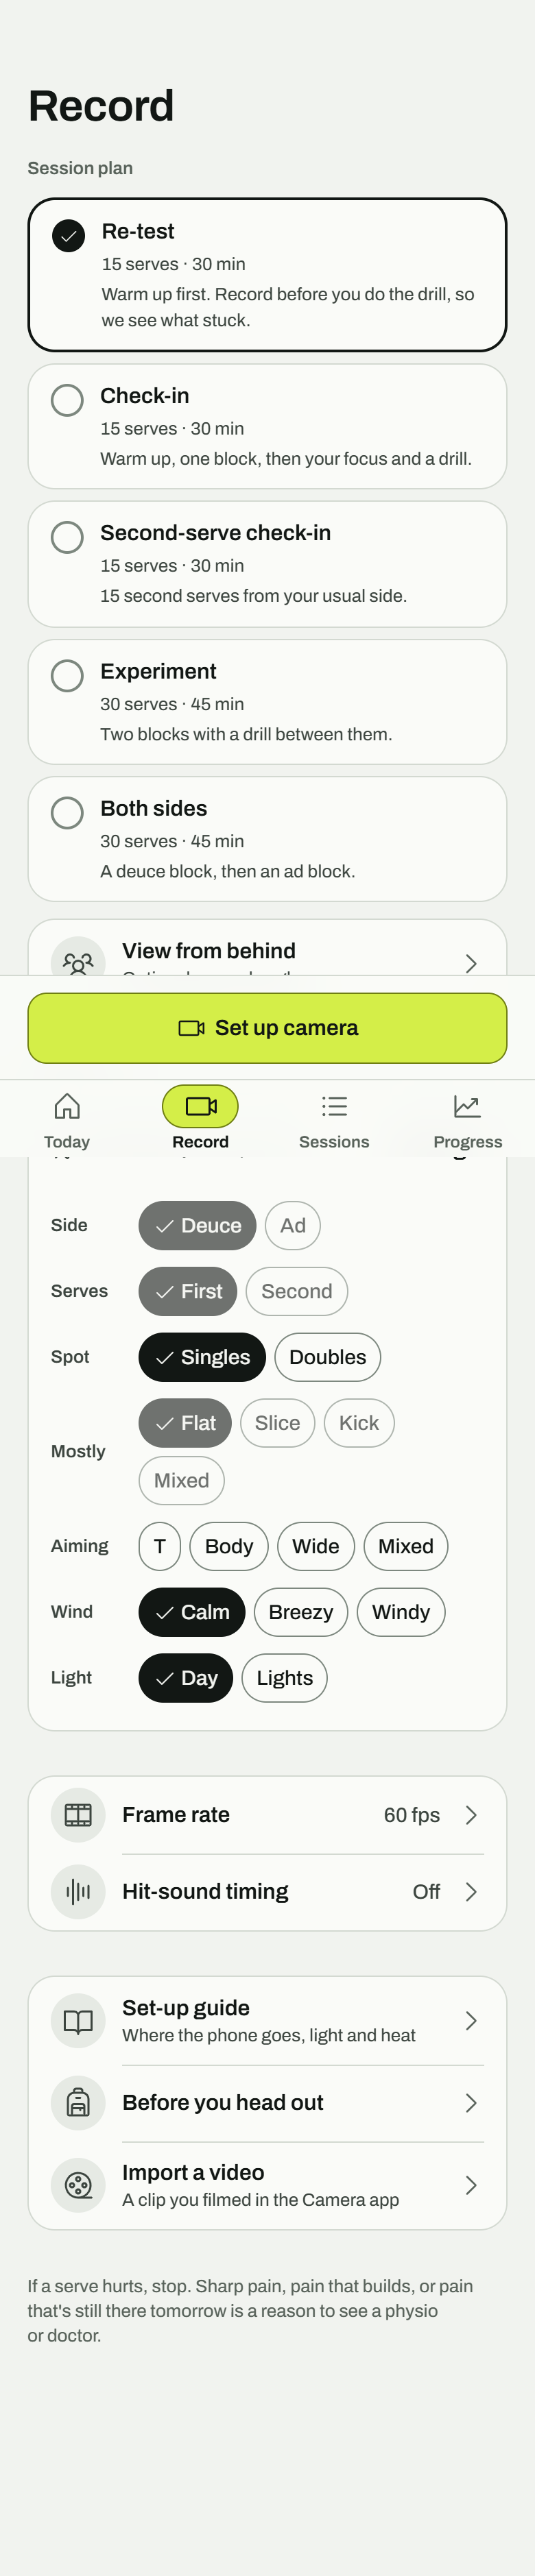 Record
Session plan
Re-test
15 serves · 30 min
Warm up first. Record before you do the drill, so
we see what stuck.
Check-in
15 serves · 30 min
Warm up, one block, then your focus and a drill.
Second-serve check-in
15 serves · 30 min
15 second serves from your usual side.
Experiment
30 serves · 45 min
Two blocks with a drill between them.
Both sides
30 serves · 45 min
A deuce block, then an ad block.
View from behind
Set up camera
Today
Record
Sessions
Progress
Side
Deuce
Ad
Serves
First
Second
Spot
Singles
Doubles
Mostly
Flat
Slice
Kick
Mixed
Aiming
T
Body
Wide
Mixed
Wind
Calm
Breezy
Windy
Light
Day
Lights
Frame rate
60 fps
Hit-sound timing
Off
Set-up guide
Where the phone goes, light and heat
Before you head out
Import a video
A clip you filmed in the Camera app
If a serve hurts, stop. Sharp pain, pain that builds, or pain
that's still there tomorrow is a reason to see a physio
or doctor.